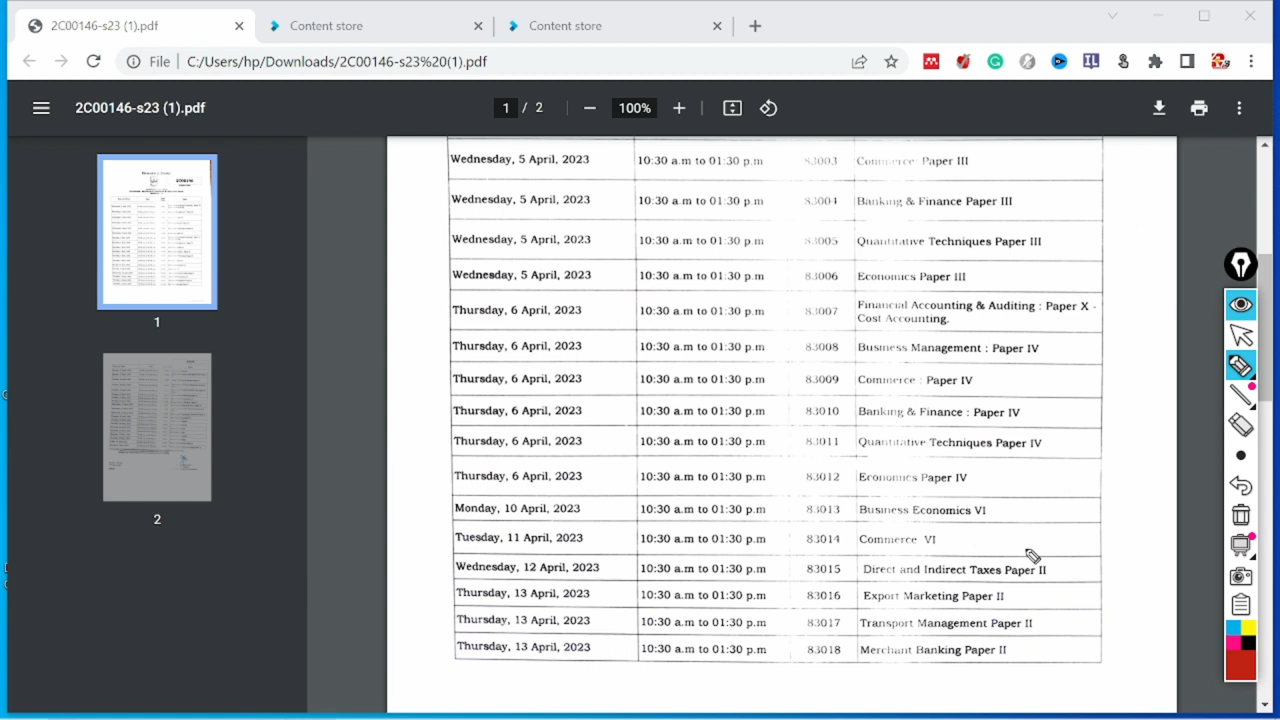 2C00146-s23 (1).pdf
Content store
Content store
File C:/Users/hp/Downloads/2C00146-s23%20(1).pdf
2C00146-s23 (1).pdf
1 / 2
100%
Wednesday, 5 April, 2023 10:30 a.m to 01:30 p.m 83003 Commerce Paper III
Wednesday, 5 April, 2023 10:30 a.m to 01:30 p.m Banking & Finance Paper III
Wednesday, 5 April, 2023 10:30 a.m to 01:30 p.m Quantitative Techniques Paper III
Wednesday, 5 April, 2023 10:30 a.m to 01:30 p.m Economics Paper III
Thursday, 6 April, 2023 10:30 a.m to 01:30 p.m 83007 Financial Accounting & Auditing : Paper X -
Cost Accounting.
Thursday, 6 April, 2023 10:30 a.m to 01:30 p.m 83008 Business Management : Paper IV
Thursday, 6 April, 2023 10:30 a.m to 01:30 p.m 83009 Commerce : Paper IV
Thursday, 6 April, 2023 10:30 a.m to 01:30 p.m Banking & Finance : Paper IV
Thursday, 6 April, 2023 10:30 a.m to 01:30 p.m Quantitative Techniques Paper IV
Thursday, 6 April, 2023 10:30 a.m to 01:30 p.m 83012 Economics Paper IV
Monday, 10 April, 2023 10:30 a.m to 01:30 p.m 83013 Business Economics VI
Tuesday, 11 April, 2023 10:30 a.m to 01:30 p.m 83014 Commerce VI
Wednesday, 12 April, 2023 10:30 a.m to 01:30 p.m 83015 Direct and Indirect Taxes Paper II
Thursday, 13 April, 2023 10:30 a.m to 01:30 p.m 83016 Export Marketing Paper II
Thursday, 13 April, 2023 10:30 a.m to 01:30 p.m 83017 Transport Management Paper II
Thursday, 13 April, 2023 10:30 a.m to 01:30 p.m 83018 Merchant Banking Paper II
1
2